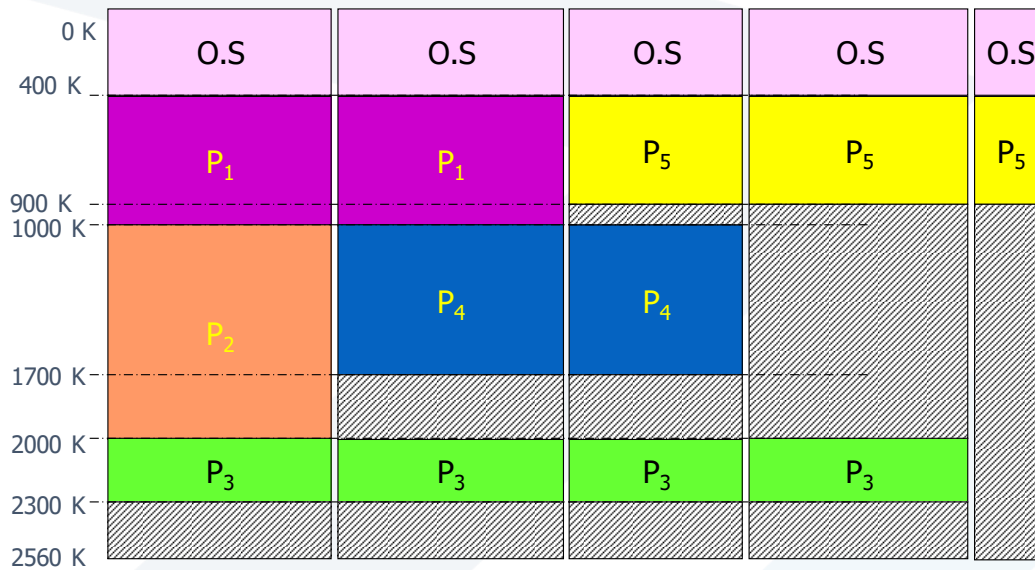 0 K
O.S O.S O.S O.S O.S
400 K
P₁ P₁ P₅ P₅ P₅
900 K
1000 K
P₂ P₄ P₄
1700 K
2000 K
P₃ P₃ P₃ P₃
2300 K
2560 K